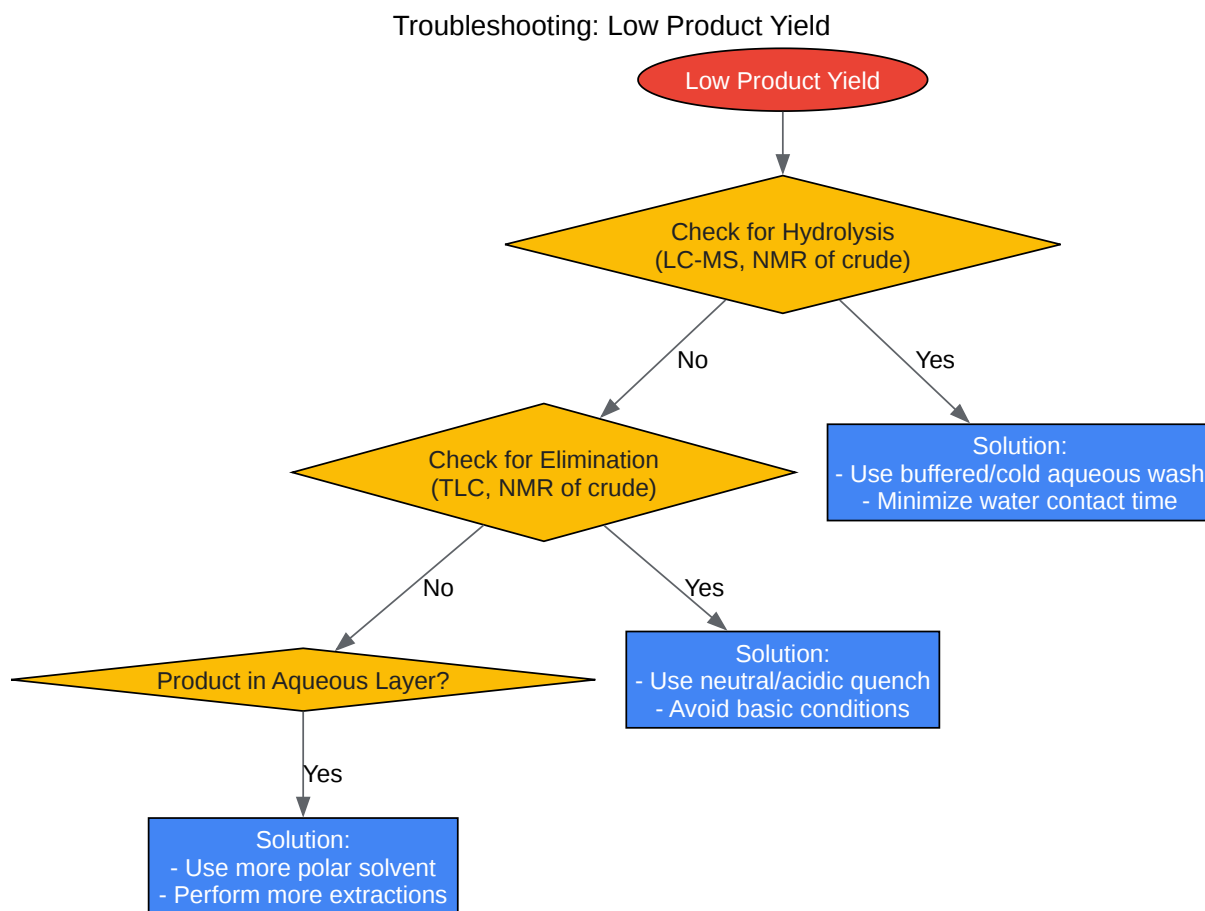 Troubleshooting: Low Product Yield
Low Product Yield
Check for Hydrolysis
(LC-MS, NMR of crude)
No
Yes
Check for Elimination
(TLC, NMR of crude)
Solution:
- Use buffered/cold aqueous wash
- Minimize water contact time
No
Yes
Product in Aqueous Layer?
Solution:
- Use neutral/acidic quench
- Avoid basic conditions
Yes
Solution:
- Use more polar solvent
- Perform more extractions